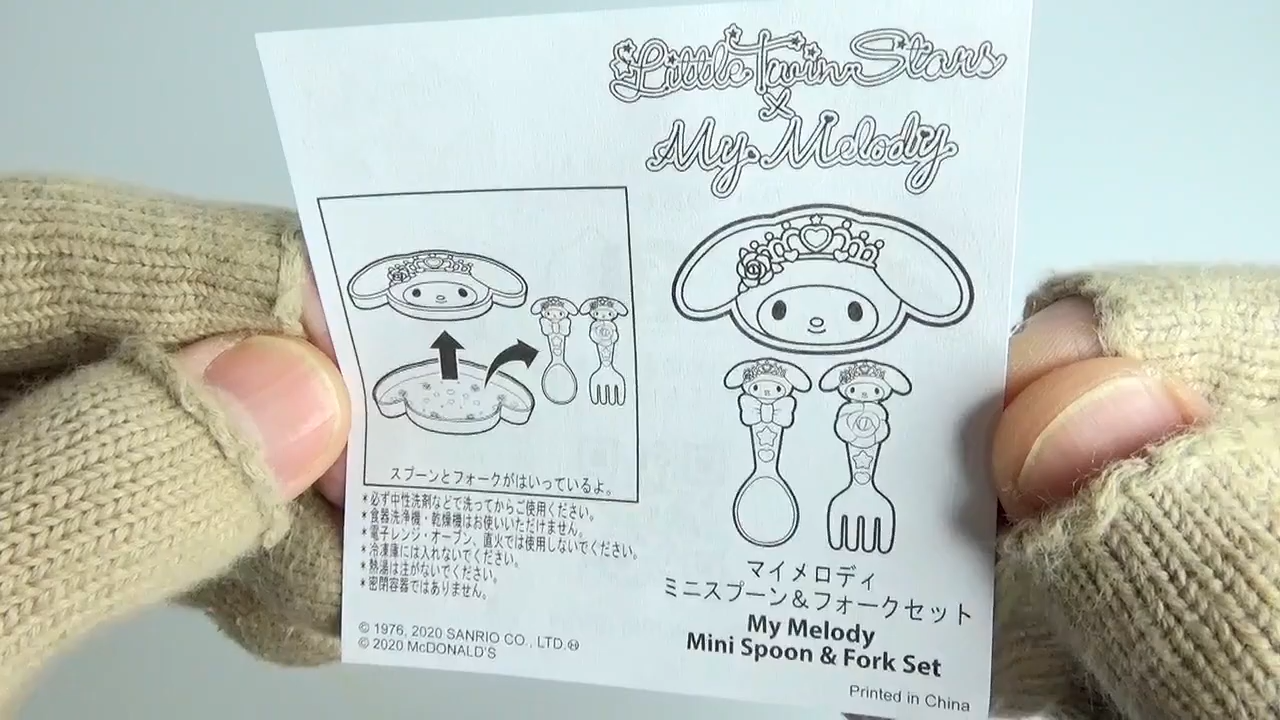 Little Twin Stars
×
My Melody
スプーンとフォークがはいっているよ。
*必ず中性洗剤などで洗ってからご使用ください。
*食器洗浄機・乾燥機はお使いいただけません。
*電子レンジ・オーブン、直火では使用しないでください。
*冷凍庫には入れないでください。
*熱湯は注がないでください。
*密閉容器ではありません。
© 1976, 2020 SANRIO CO., LTD.Ⓗ
© 2020 McDONALD'S
マイメロディ
ミニスプーン&フォークセット
My Melody
Mini Spoon & Fork Set
Printed in China